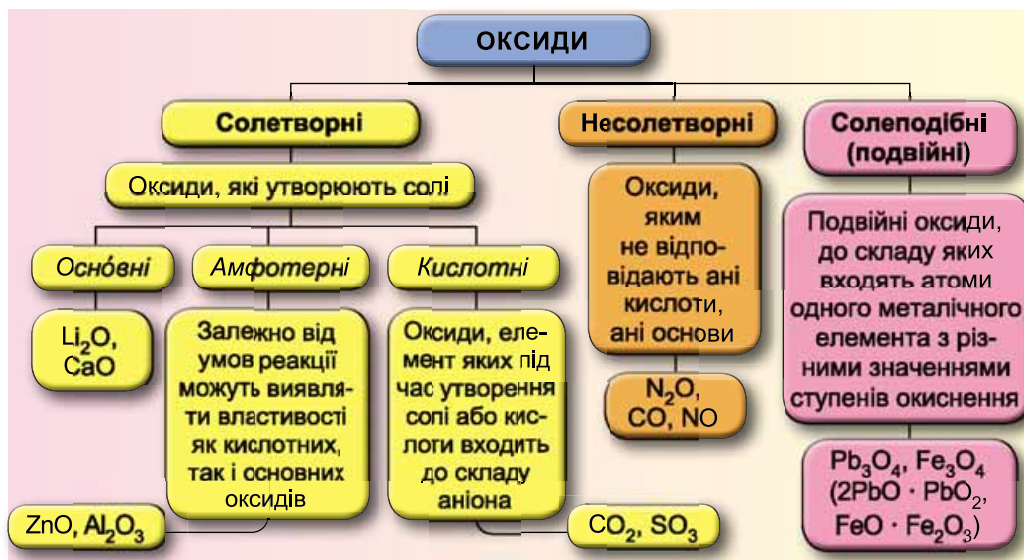 ОКСИДИ
Солетворні
Оксиди, які утворюють солі
Оснόвні
Li₂O,
CaO
Амфотерні
Залежно від
умов реакції
можуть виявля-
ти властивості
як кислотних,
так і основних
оксидів
ZnO, Al₂O₃
Кислотні
Оксиди, еле-
мент яких під
час утворення
сопі або кис-
лоти входить
до складу
аніона
CO₂, SO₃
Несолетворні
Оксиди,
яким
не відпо-
відають ані
кислоти,
ані основи
N₂O,
CO, NO
Солеподібні
(подвійні)
Подвійні оксиди,
до складу яких
входять атоми
одного металічного
елемента з різ-
ними значеннями
ступенів окиснення
Pb₃O₄, Fe₃O₄
(2PbO · PbO₂,
FeO · Fe₂O₃)